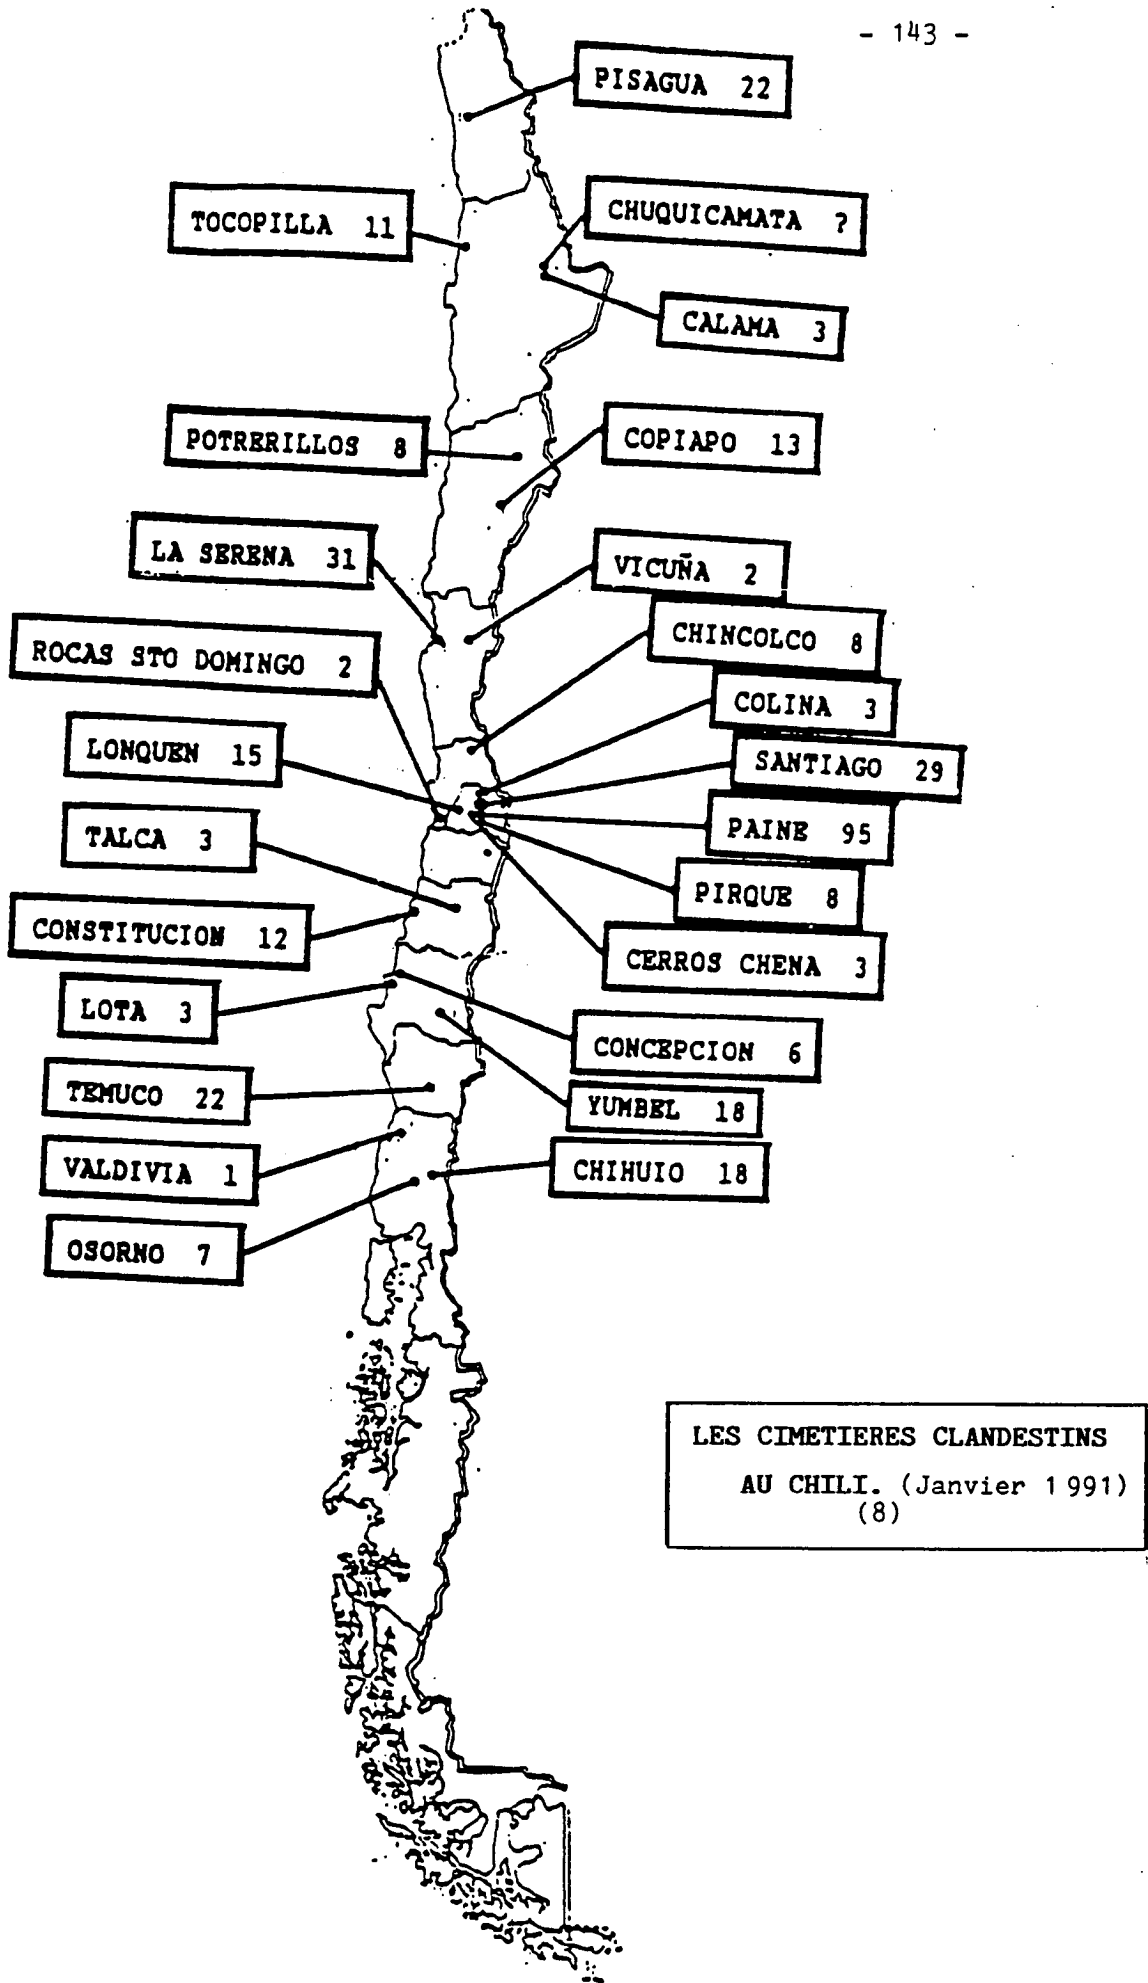 - 143 -
PISAGUA 22
TOCOPILLA 11
CHUQUICAMATA ?
CALAMA 3
POTRERILLOS 8
COPIAPO 13
LA SERENA 31
VICUÑA 2
ROCAS STO DOMINGO 2
CHINCOLCO 8
COLINA 3
LONQUEN 15
SANTIAGO 29
TALCA 3
PAINE 95
PIRQUE 8
CONSTITUCION 12
CERROS CHENA 3
LOTA 3
CONCEPCION 6
TEMUCO 22
YUMBEL 18
VALDIVIA 1
CHIHUIO 18
OSORNO 7
LES CIMETIERES CLANDESTINS
AU CHILI. (Janvier 1991)
(8)